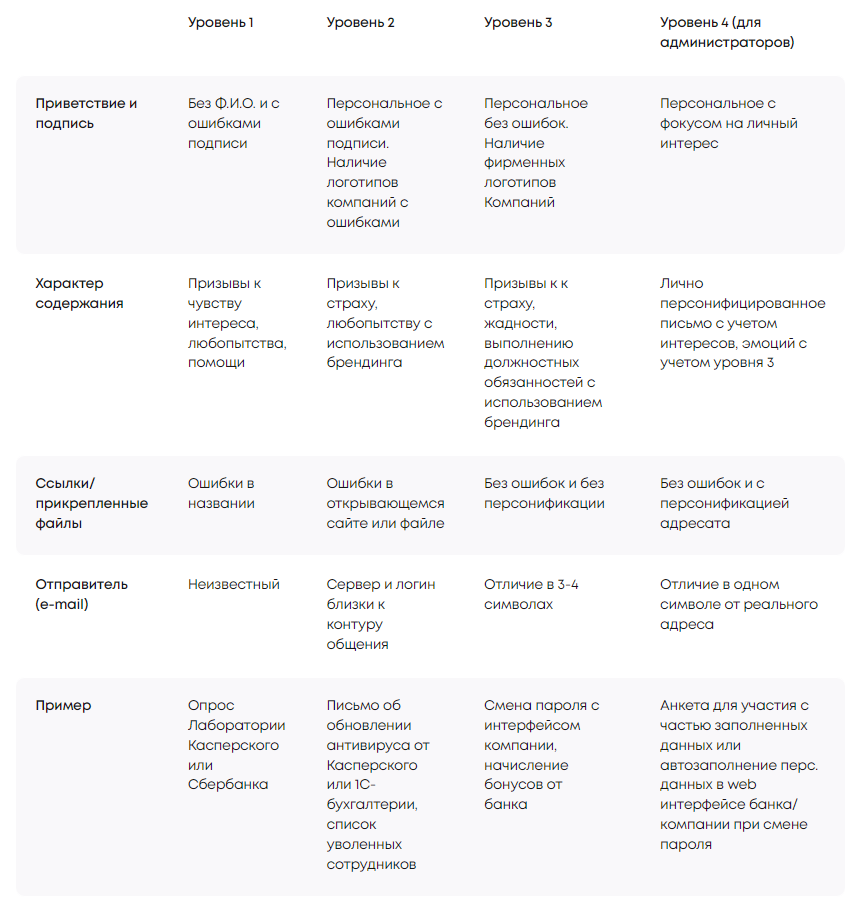 Уровень 1
Уровень 2
Уровень 3
Уровень 4 (для
администраторов)
Приветствие и
подпись
Без Ф.И.О. и с
ошибками
подписи
Персональное с
ошибками
подписи.
Наличие
логотипов
компаний с
ошибками
Персональное
без ошибок.
Наличие
фирменных
логотипов
Компаний
Персональное с
фокусом на личный
интерес
Характер
содержания
Призывы к
чувству
интереса,
любопытства,
помощи
Призывы к
страху,
любопытству с
использованием
брендинга
Призывы к к
страху,
жадности,
выполнению
должностных
обязанностей с
использованием
брендинга
Лично
персонифицированное
письмо с учетом
интересов, эмоций с
учетом уровня 3
Ссылки/
прикрепленные
файлы
Ошибки в
названии
Ошибки в
открывающемся
сайте или файле
Без ошибок и без
персонификации
Без ошибок и с
персонификацией
адресата
Отправитель
(e-mail)
Неизвестный
Сервер и логин
близки к
контуру
общения
Отличие в 3-4
символах
Отличие в одном
символе от реального
адреса
Пример
Опрос
Лаборатории
Касперского
или
Сбербанка
Письмо об
обновлении
антивируса от
Касперского
или 1С-
бухгалтерии,
список
уволенных
сотрудников
Смена пароля с
интерфейсом
компании,
начисление
бонусов от
банка
Анкета для участия с
частью заполненных
данных или
автозаполнение перс.
данных в web
интерфейсе банка/
компании при смене
пароля